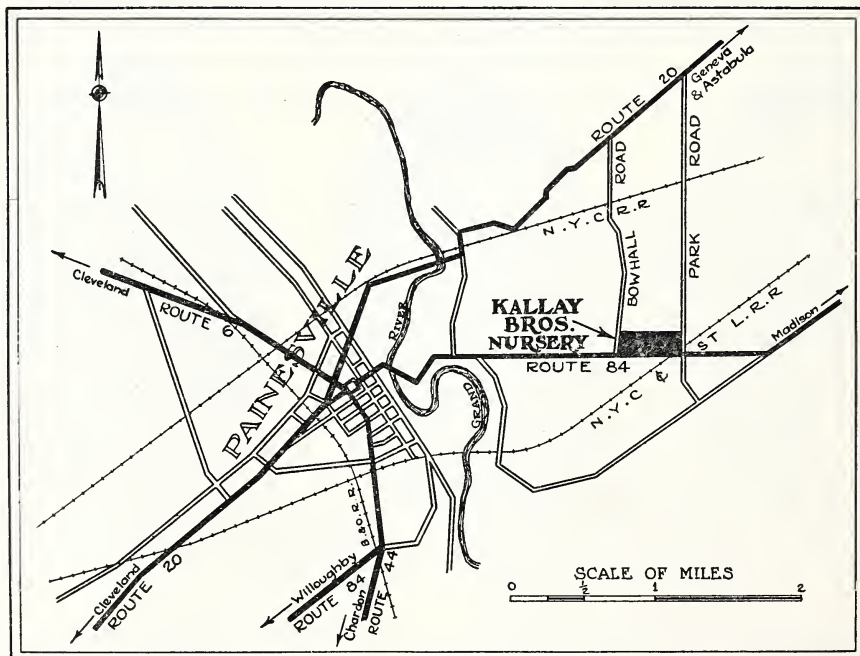 Geneva
& Astabula
ROUTE 20
ROAD
ROAD
N.Y.C R.R
BOWHALL
PARK
Cleveland
ROUTE 6
PAINESVILLE
RIVER
KALLAY
BROS.
NURSERY
ST L. R.R
Madison
ROUTE 84
N.Y.C &
GRAND
B.&O. R.R.
Cleveland
ROUTE 20
Willoughby
ROUTE 84
Chardon
ROUTE 44
SCALE OF MILES
0 1/2 1 2